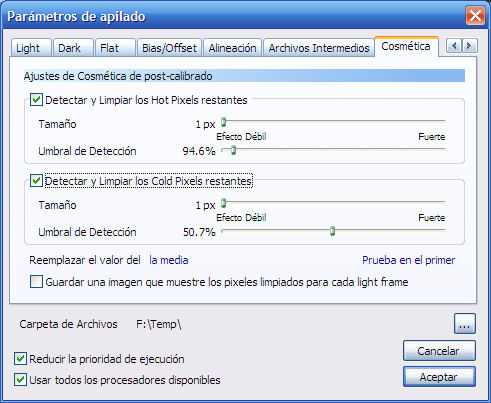 Parámetros de apilado
Light Dark Flat Bias/Offset Alineación Archivos Intermedios Cosmética
Ajustes de Cosmética de post-calibrado
Detectar y Limpiar los Hot Pixels restantes
Tamaño 1 px
Efecto Débil Fuerte
Umbral de Detección 94.6%
Detectar y Limpiar los Cold Pixels restantes
Tamaño 1 px
Efecto Débil Fuerte
Umbral de Detección 50.7%
Reemplazar el valor del la media Prueba en el primer
Guardar una imagen que muestre los pixeles limpiados para cada light frame
Carpeta de Archivos F:\Temp\ ...
Reducir la prioridad de ejecución
Cancelar
Usar todos los procesadores disponibles
Aceptar